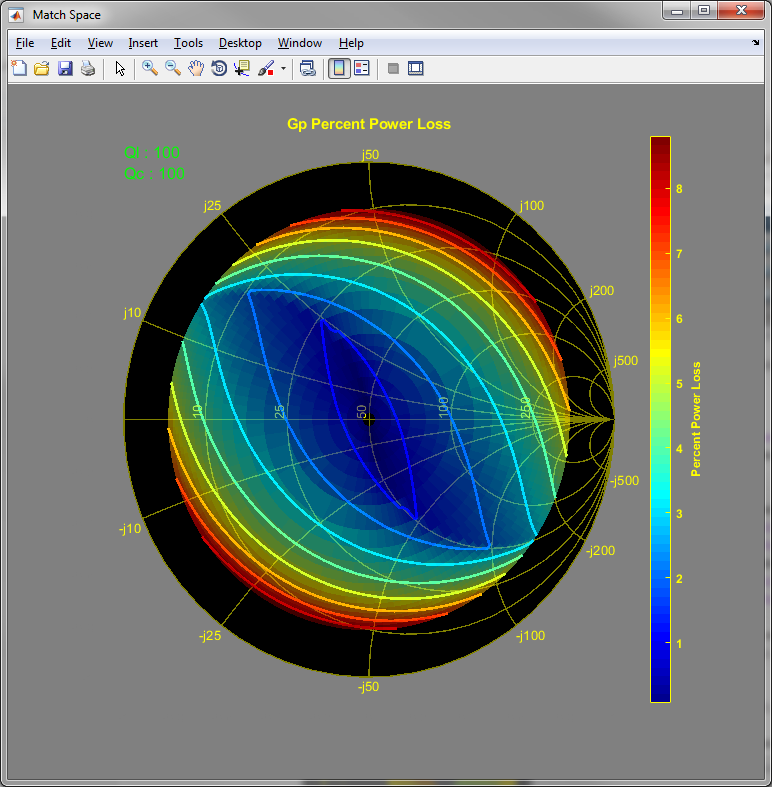 Match Space
File Edit View Insert Tools Desktop Window Help
Gp Percent Power Loss
Ql : 100
Qc : 100
j50
j25
j100
j10
j200
j500
10
25
50
100
250
-j500
-j10
-j200
-j25
-j100
-j50
8
7
6
5
4
3
2
1
Percent Power Loss